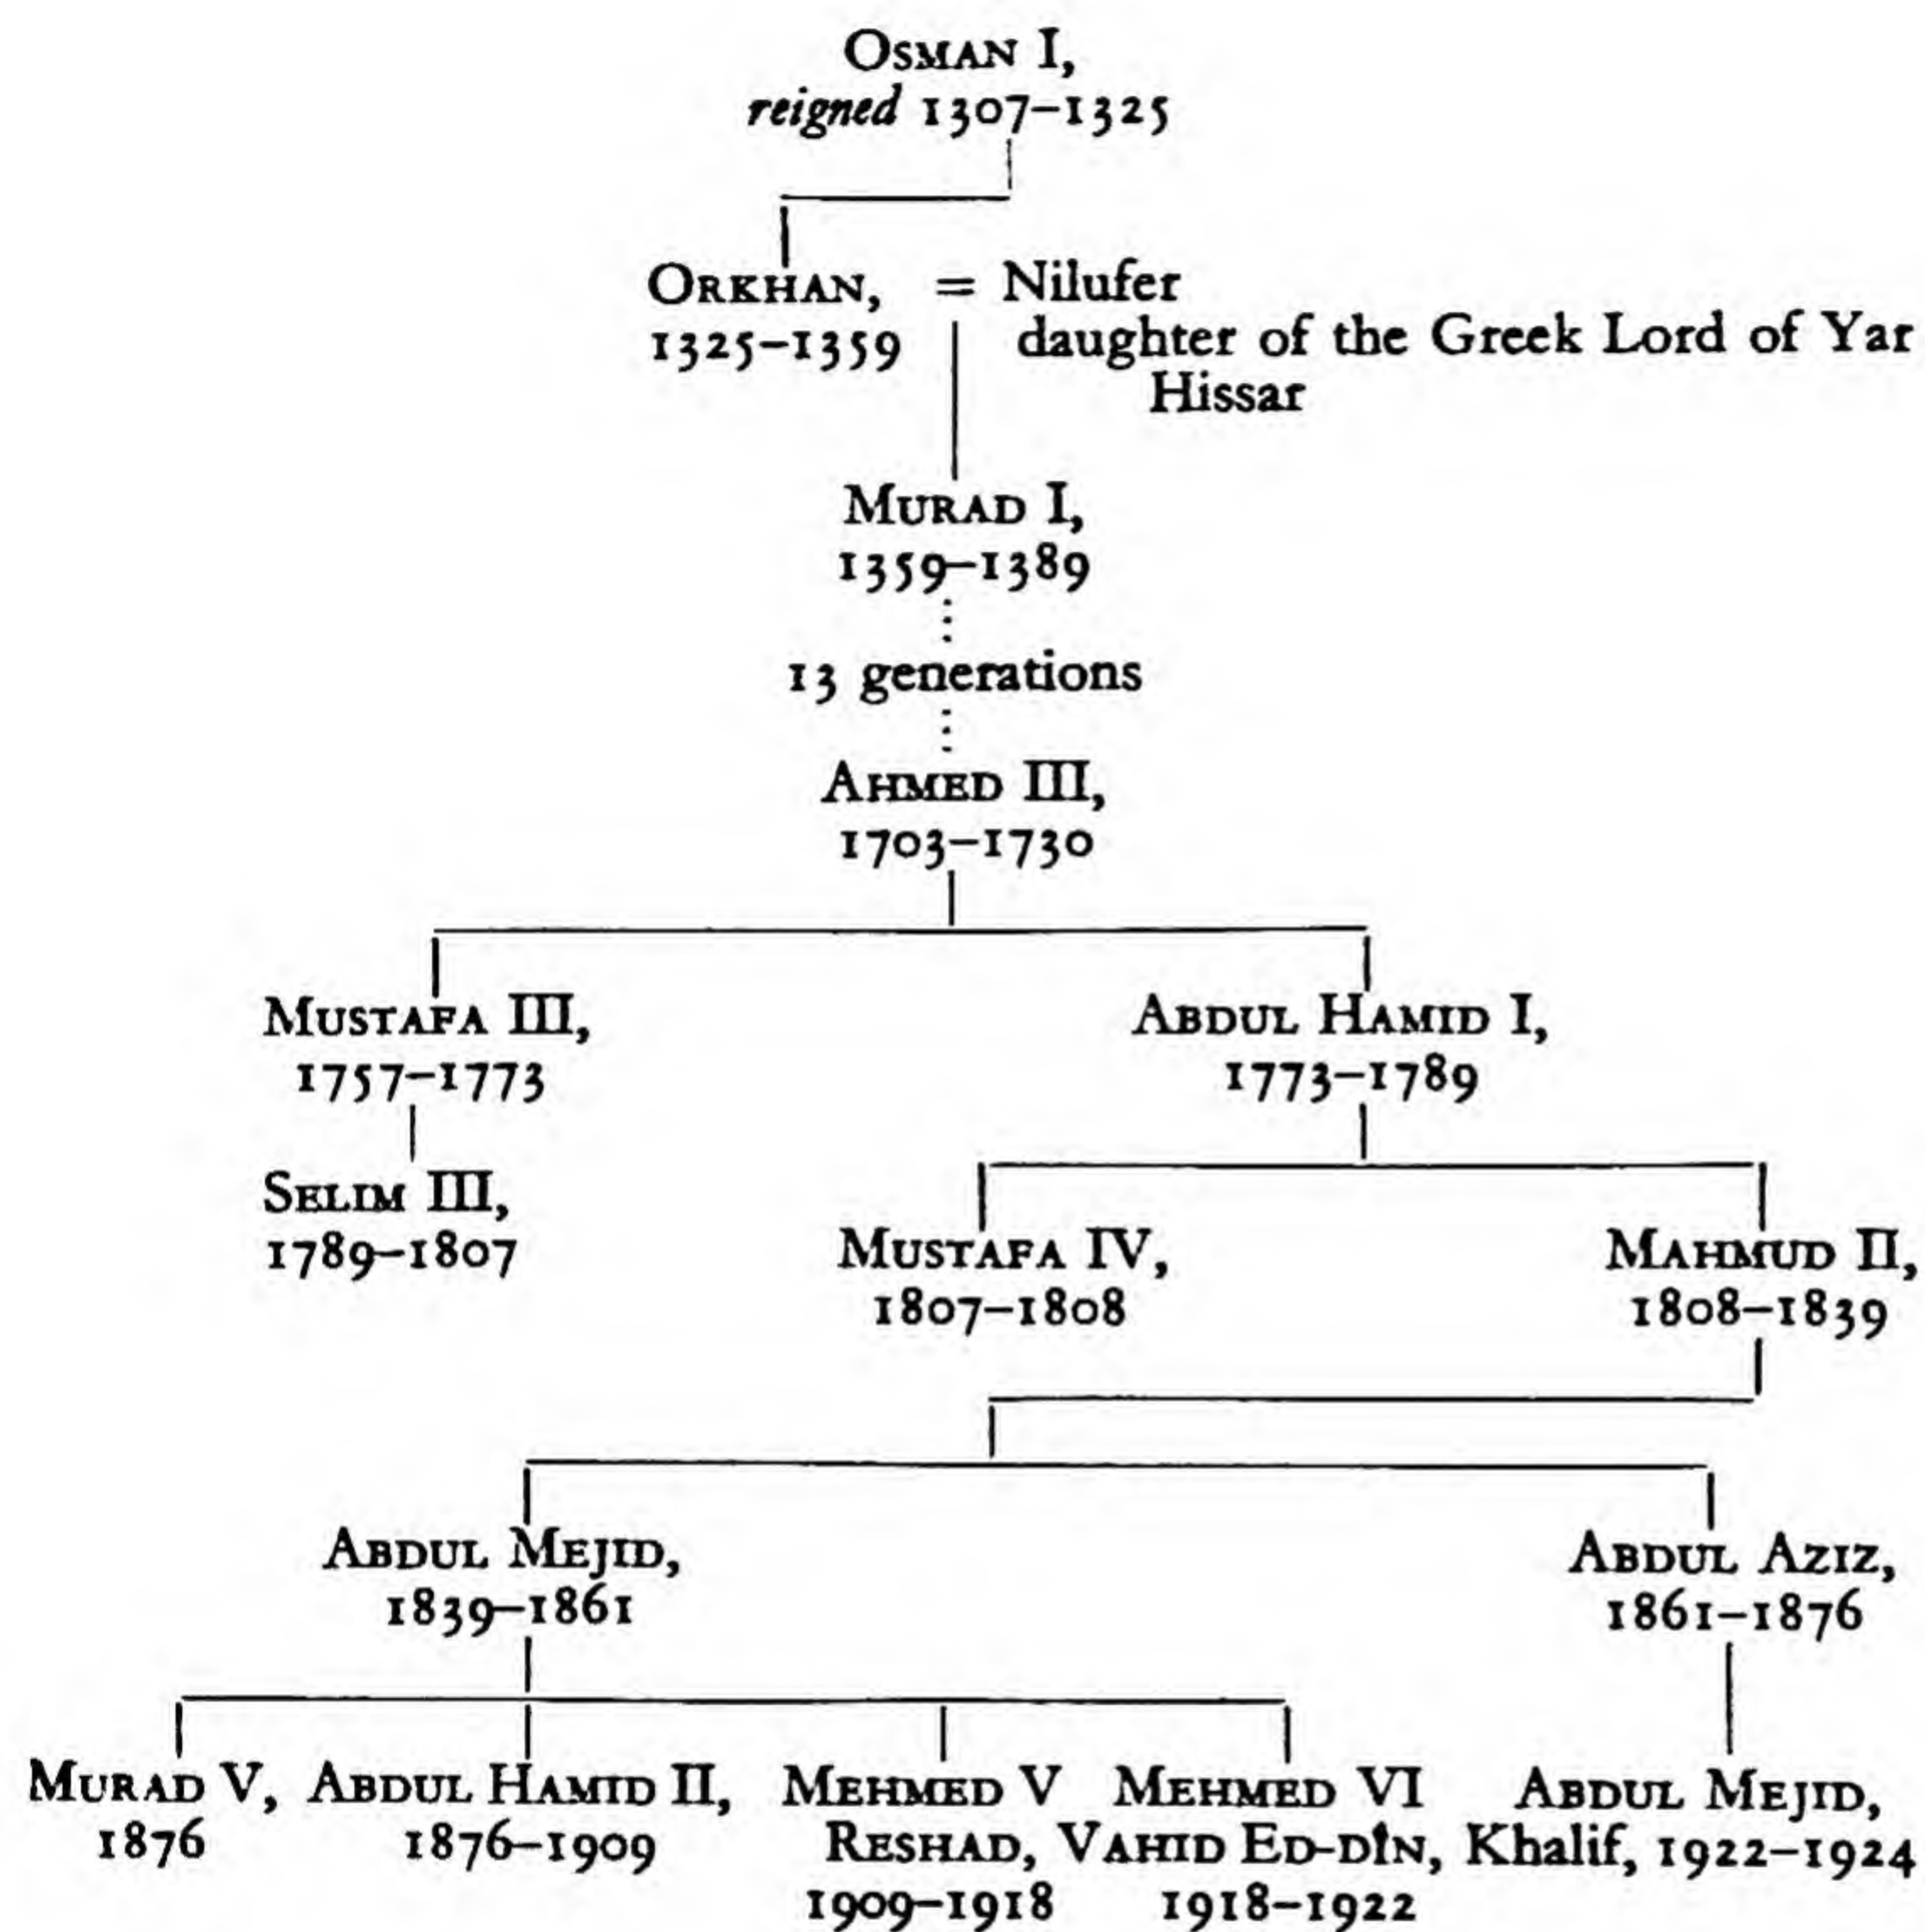 OSMAN I,
reigned 1307–1325
ORKHAN, = Nilufer
1325–1359 daughter of the Greek Lord of Yar
Hissar
MURAD I,
1359–1389
13 generations
AHMED III,
1703–1730
MUSTAFA III,
1757–1773
ABDUL HAMID I,
1773–1789
SELIM III,
1789–1807
MUSTAFA IV,
1807–1808
MAHMUD II,
1808–1839
ABDUL MEJID,
1839–1861
ABDUL AZIZ,
1861–1876
MURAD V,
1876
ABDUL HAMID II,
1876–1909
MEHMED V
RESHAD,
1909–1918
MEHMED VI
VAHID ED-DÎN,
1918–1922
ABDUL MEJID,
Khalif, 1922–1924